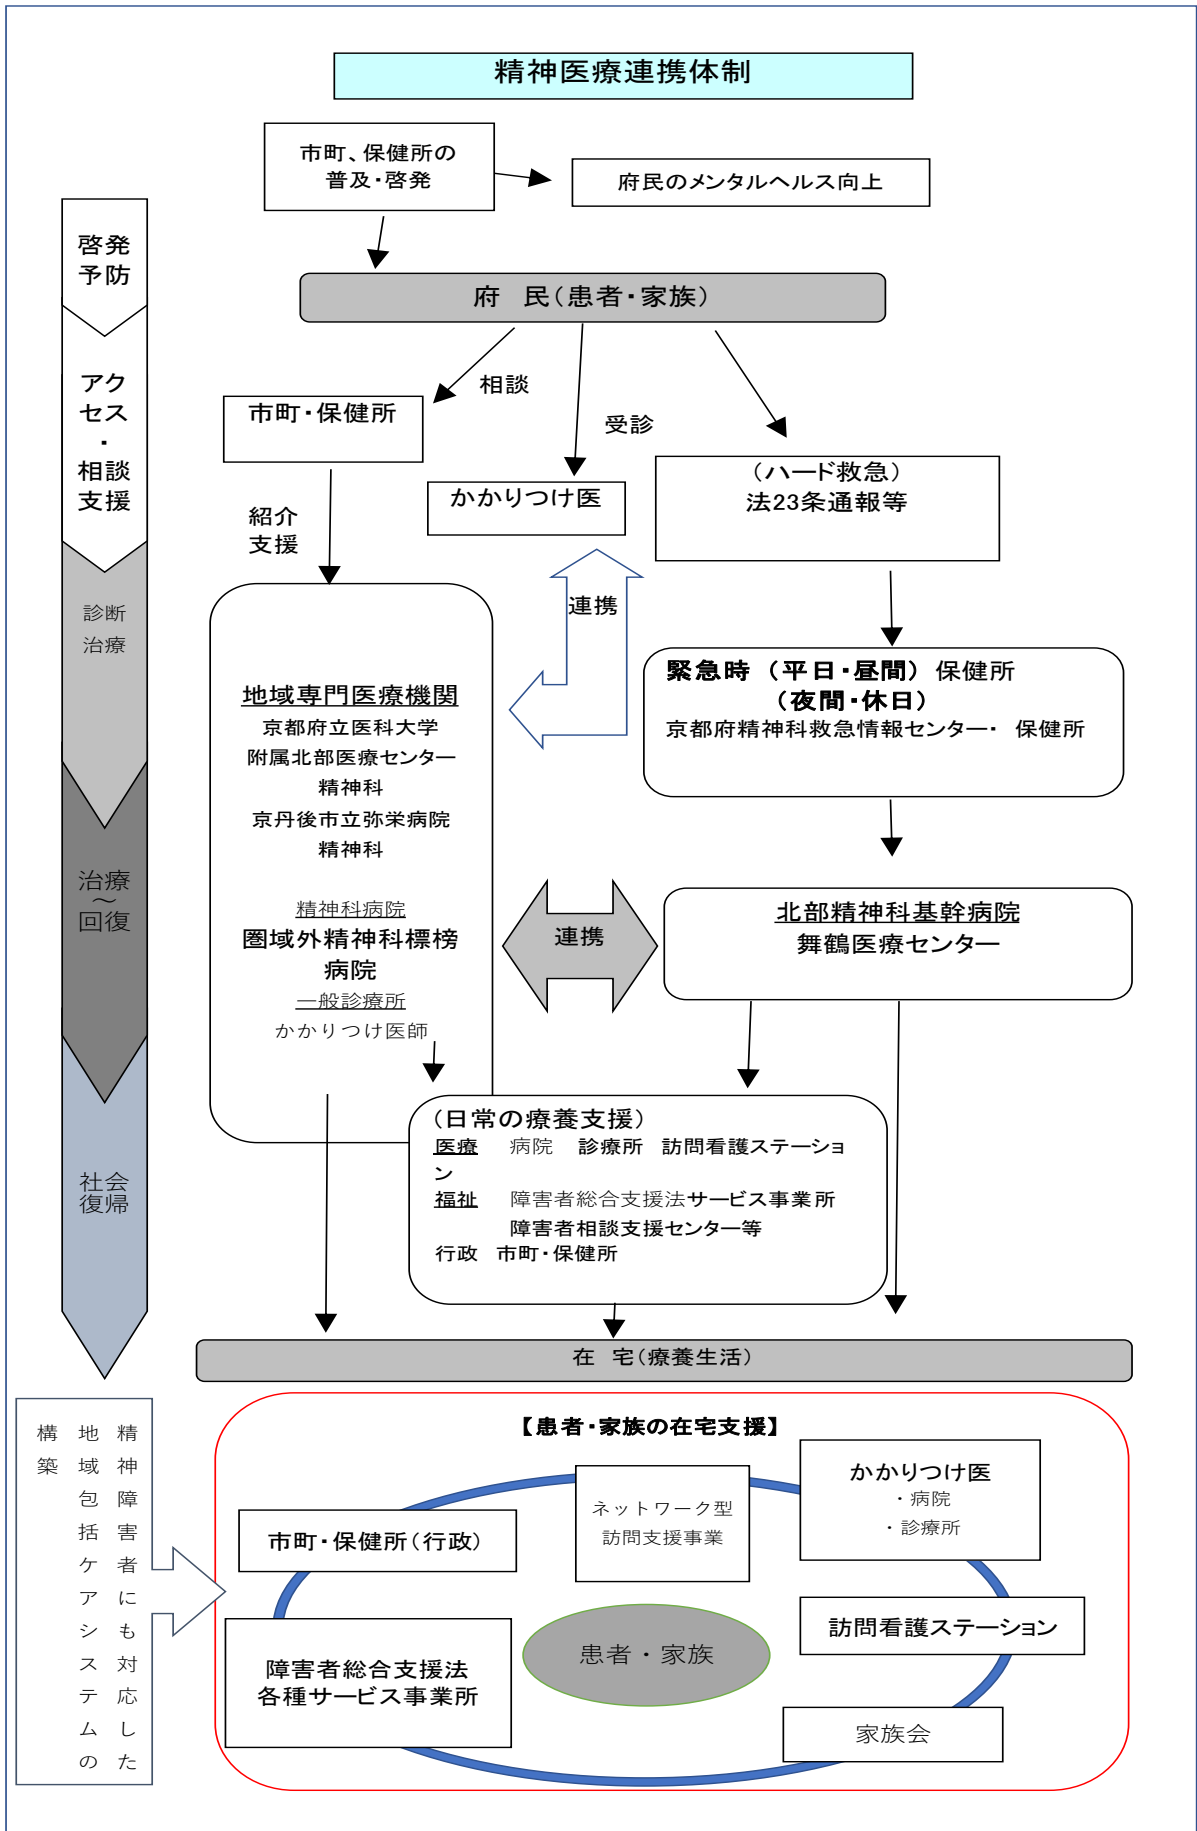 精神医療連携体制
市町、保健所の
普及・啓発
府民のメンタルヘルス向上
啓発
予防
府　民（患者・家族）
アク
セス
・
相談
支援
相談
市町・保健所
受診
かかりつけ医
（ハード救急）
法23条通報等
紹介
支援
連携
診断
治療
緊急時（平日・昼間）保健所
（夜間・休日）
京都府精神科救急情報センター・　保健所
地域専門医療機関
京都府立医科大学
附属北部医療センター
精神科
京丹後市立弥栄病院
精神科
精神科病院
圏域外精神科標榜
病院
一般診療所
かかりつけ医師
治療
～
回復
連携
北部精神科基幹病院
舞鶴医療センター
（日常の療養支援）
医療　病院　診療所　訪問看護ステーショ
ン
福祉　障害者総合支援法サービス事業所
障害者相談支援センター等
行政　市町・保健所
社会
復帰
在　宅（療養生活）
精神障害者にも対応した
地域包括ケアシステムの
構築
【患者・家族の在宅支援】
ネットワーク型
訪問支援事業
かかりつけ医
・病院
・診療所
市町・保健所（行政）
訪問看護ステーション
患者・家族
障害者総合支援法
各種サービス事業所
家族会